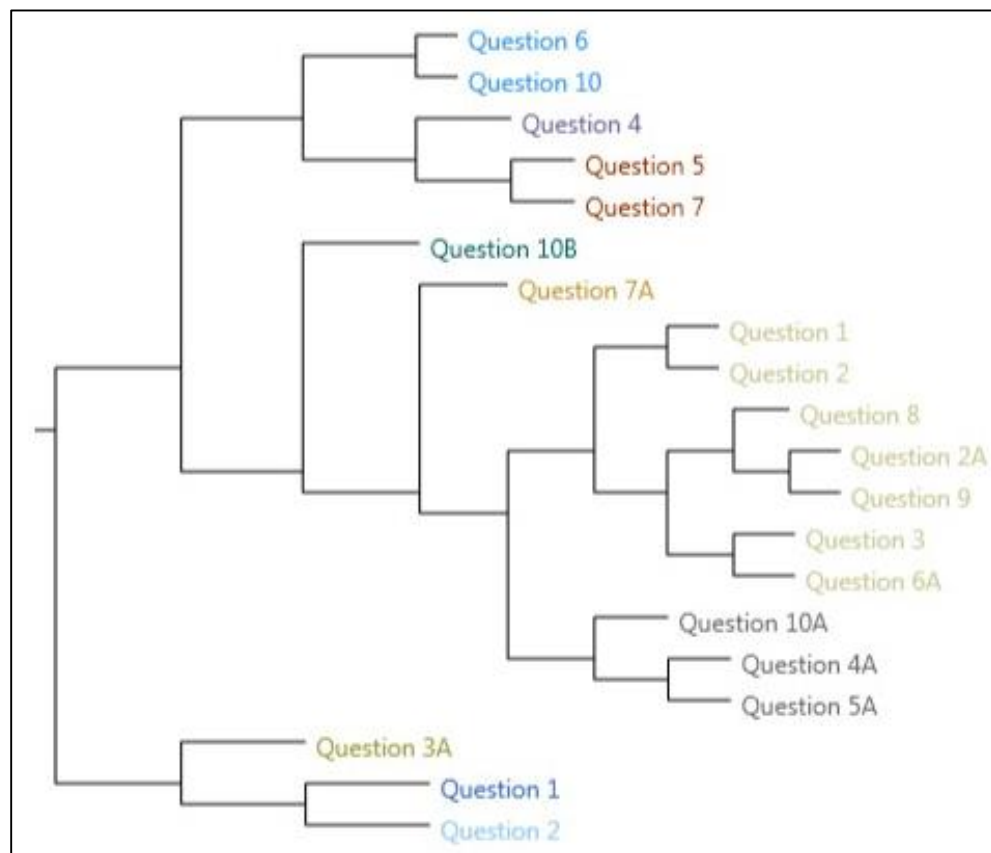 Question 6
Question 10
Question 4
Question 5
Question 7
Question 10B
Question 7A
Question 1
Question 2
Question 8
Question 2A
Question 9
Question 3
Question 6A
Question 10A
Question 4A
Question 5A
Question 3A
Question 1
Question 2